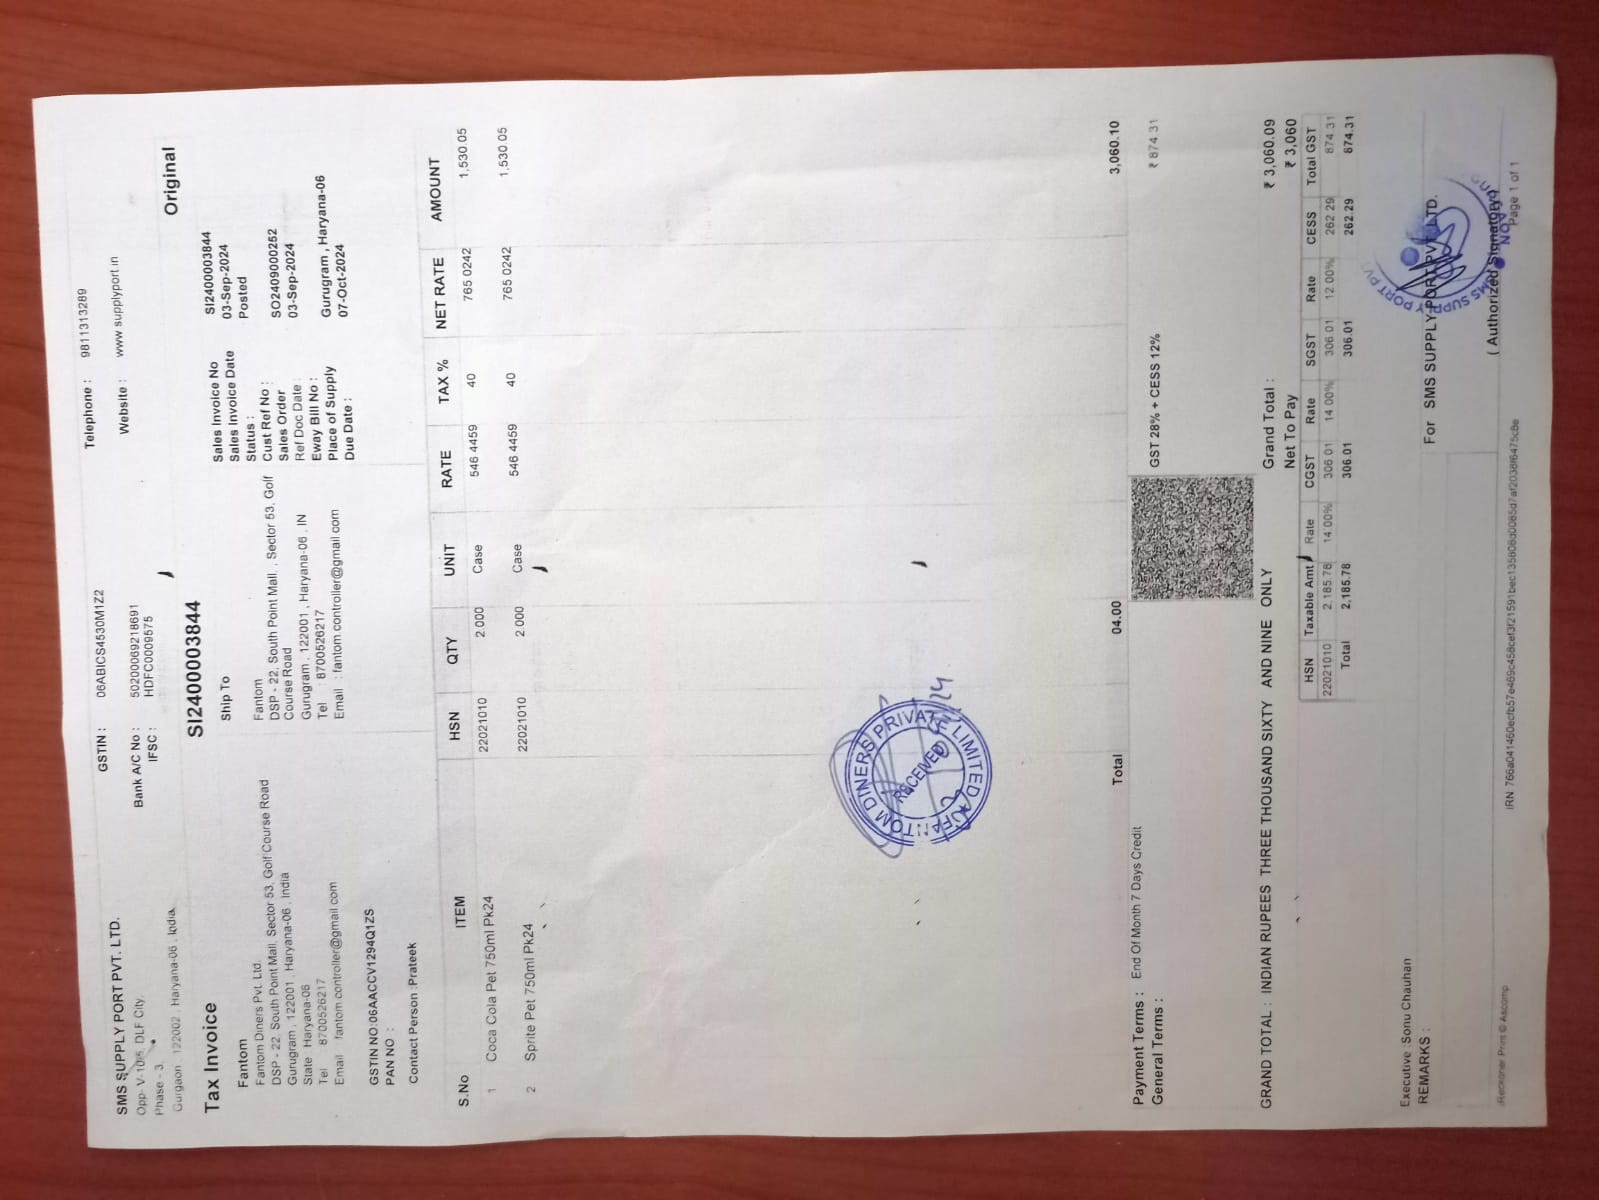 SMS SUPPLY PORT PVT. LTD. GSTIN : 06ABICS4530M1Z2 Telephone : 9811313289
Opp- V-10/5, DLF City,
Phase - 3, Bank A/C No : 50200069218691 Website : www.supplyport.in
Gurgaon , 122002 , Haryana-06 , India IFSC : HDFC0009575
Original
Tax Invoice SI2400003844
Fantom
Fantom Diners Pvt. Ltd.
DSP - 22, South Point Mall, Sector 53, Golf Course Road
Gurugram , 122001 , Haryana-06 , India
State Haryana-06
Tel 8700526217
Email fantom.controller@gmail.com
GSTIN NO:06AACCV1294Q1ZS
PAN NO :
Contact Person :Prateek
Ship To
Fantom
DSP - 22, South Point Mall, , Sector 53, Golf
Course Road
Gurugram , 122001 , Haryana-06 , IN
Tel : 8700526217
Email : fantom.controller@gmail.com
Sales Invoice No SI2400003844
Sales Invoice Date 03-Sep-2024
Status : Posted
Cust Ref No :
Sales Order SO2409000252
Ref Doc Date : 03-Sep-2024
Eway Bill No :
Place of Supply Gurugram , Haryana-06
Due Date : 07-Oct-2024
S.No ITEM HSN QTY UNIT RATE TAX % NET RATE AMOUNT
1 Coca Cola Pet 750ml Pk24 22021010 2.000 Case 546.4459 40 765.0242 1,530.05
2 Sprite Pet 750ml Pk24 22021010 2.000 Case 546.4459 40 765.0242 1,530.05
FANTOM DINERS PRIVATE LIMITED
RECEIVED
Total 04.00 3,060.10
Payment Terms : End Of Month 7 Days Credit
General Terms :
GST 28% + CESS 12% ₹ 874.31
GRAND TOTAL : INDIAN RUPEES THREE THOUSAND SIXTY AND NINE ONLY
Grand Total : ₹ 3,060.09
Net To Pay ₹ 3,060
HSN Taxable Amt Rate CGST Rate SGST Rate CESS Total GST
22021010 2,185.78 14.00% 306.01 14.00% 306.01 12.00% 262.29 874.31
Total 2,185.78 306.01 306.01 262.29 874.31
Executive :Sonu Chauhan
REMARKS :
For SMS SUPPLY PORT PVT. LTD.
SMS SUPPLY PORT PVT
( Authorized Signatory)
iReckoner Print © Ascomp
Page 1 of 1